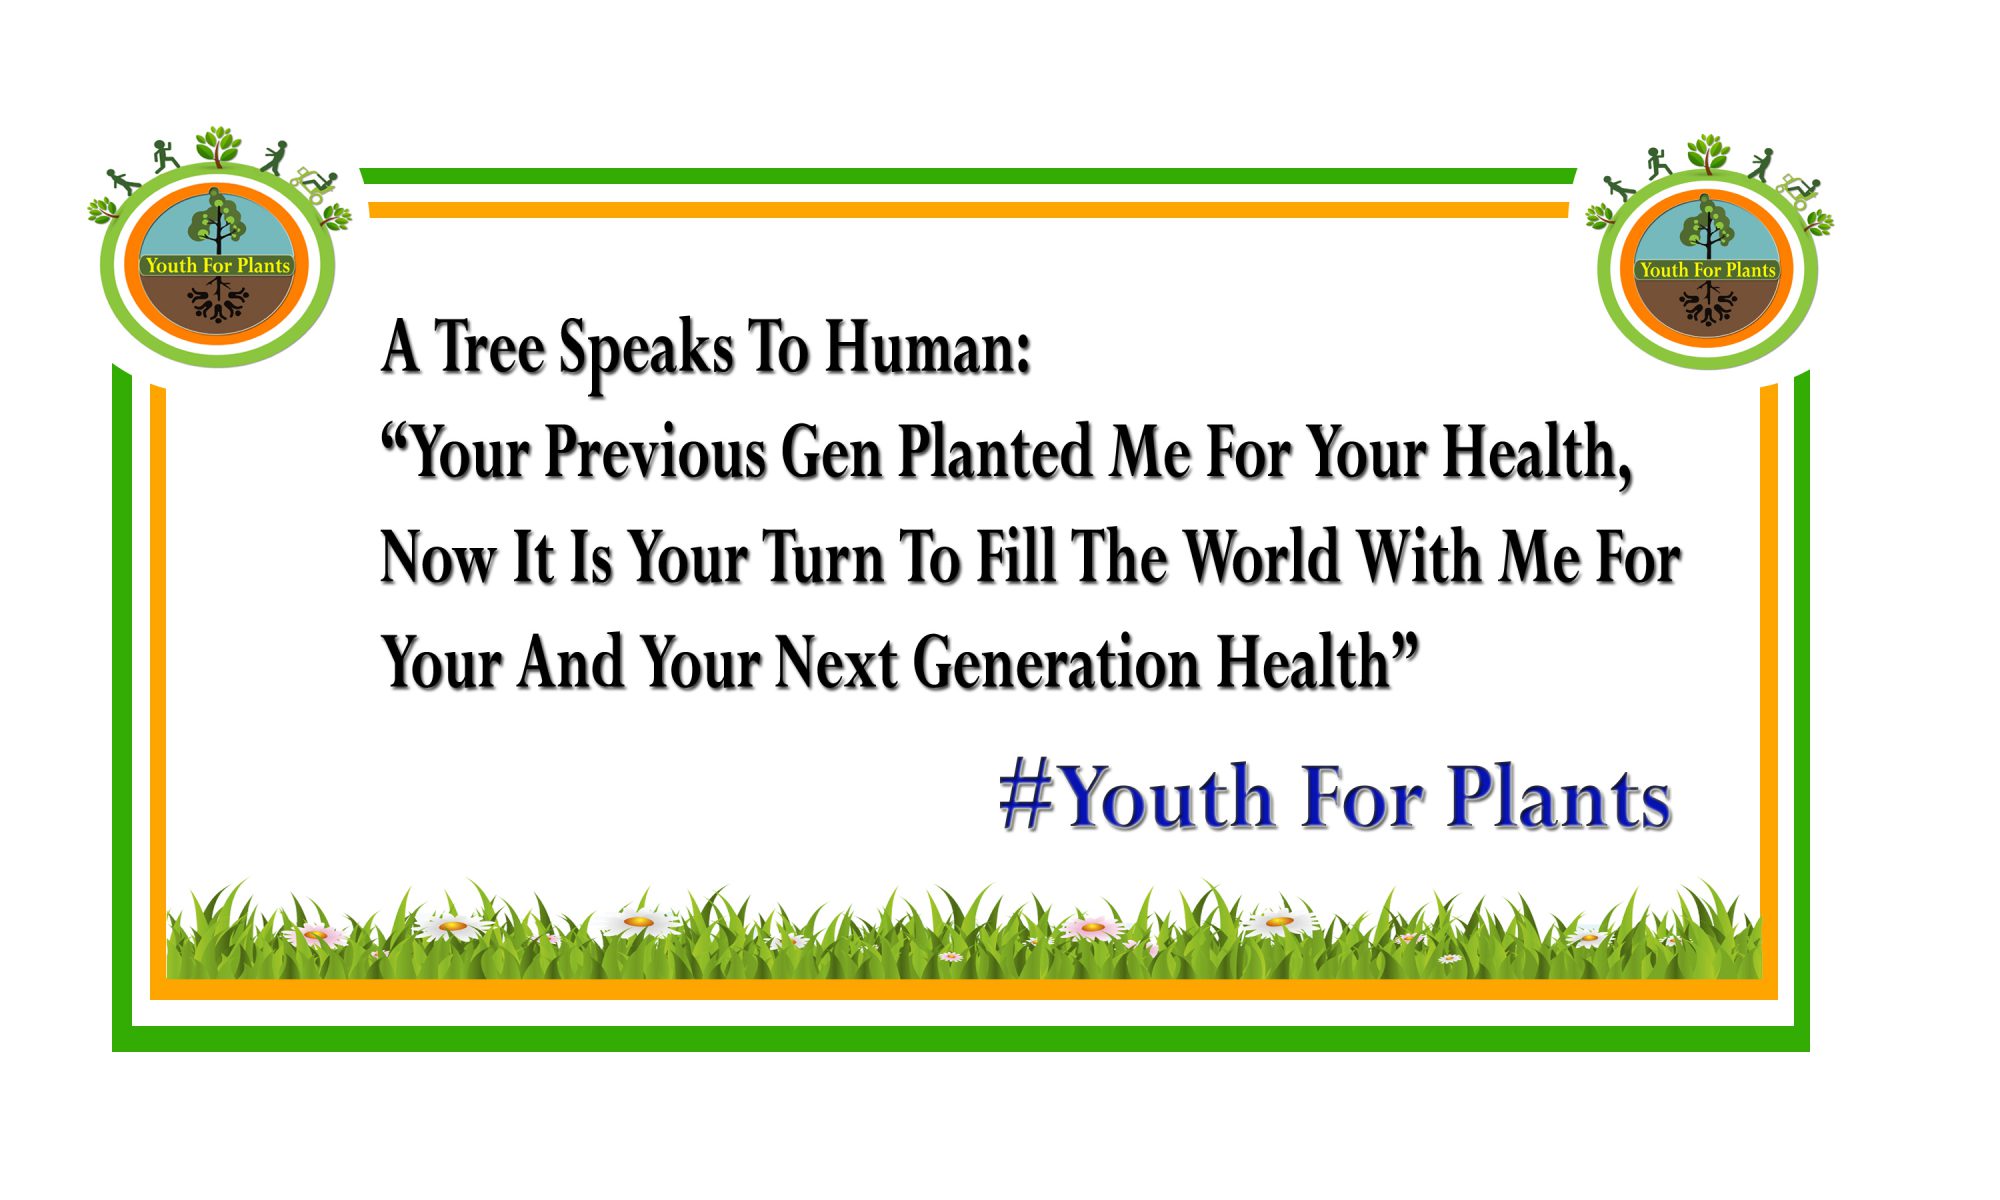 Youth For Plants
Youth For Plants
A Tree Speaks To Human:
“Your Previous Gen Planted Me For Your Health,
Now It Is Your Turn To Fill The World With Me For
Your And Your Next Generation Health”
#Youth For Plants